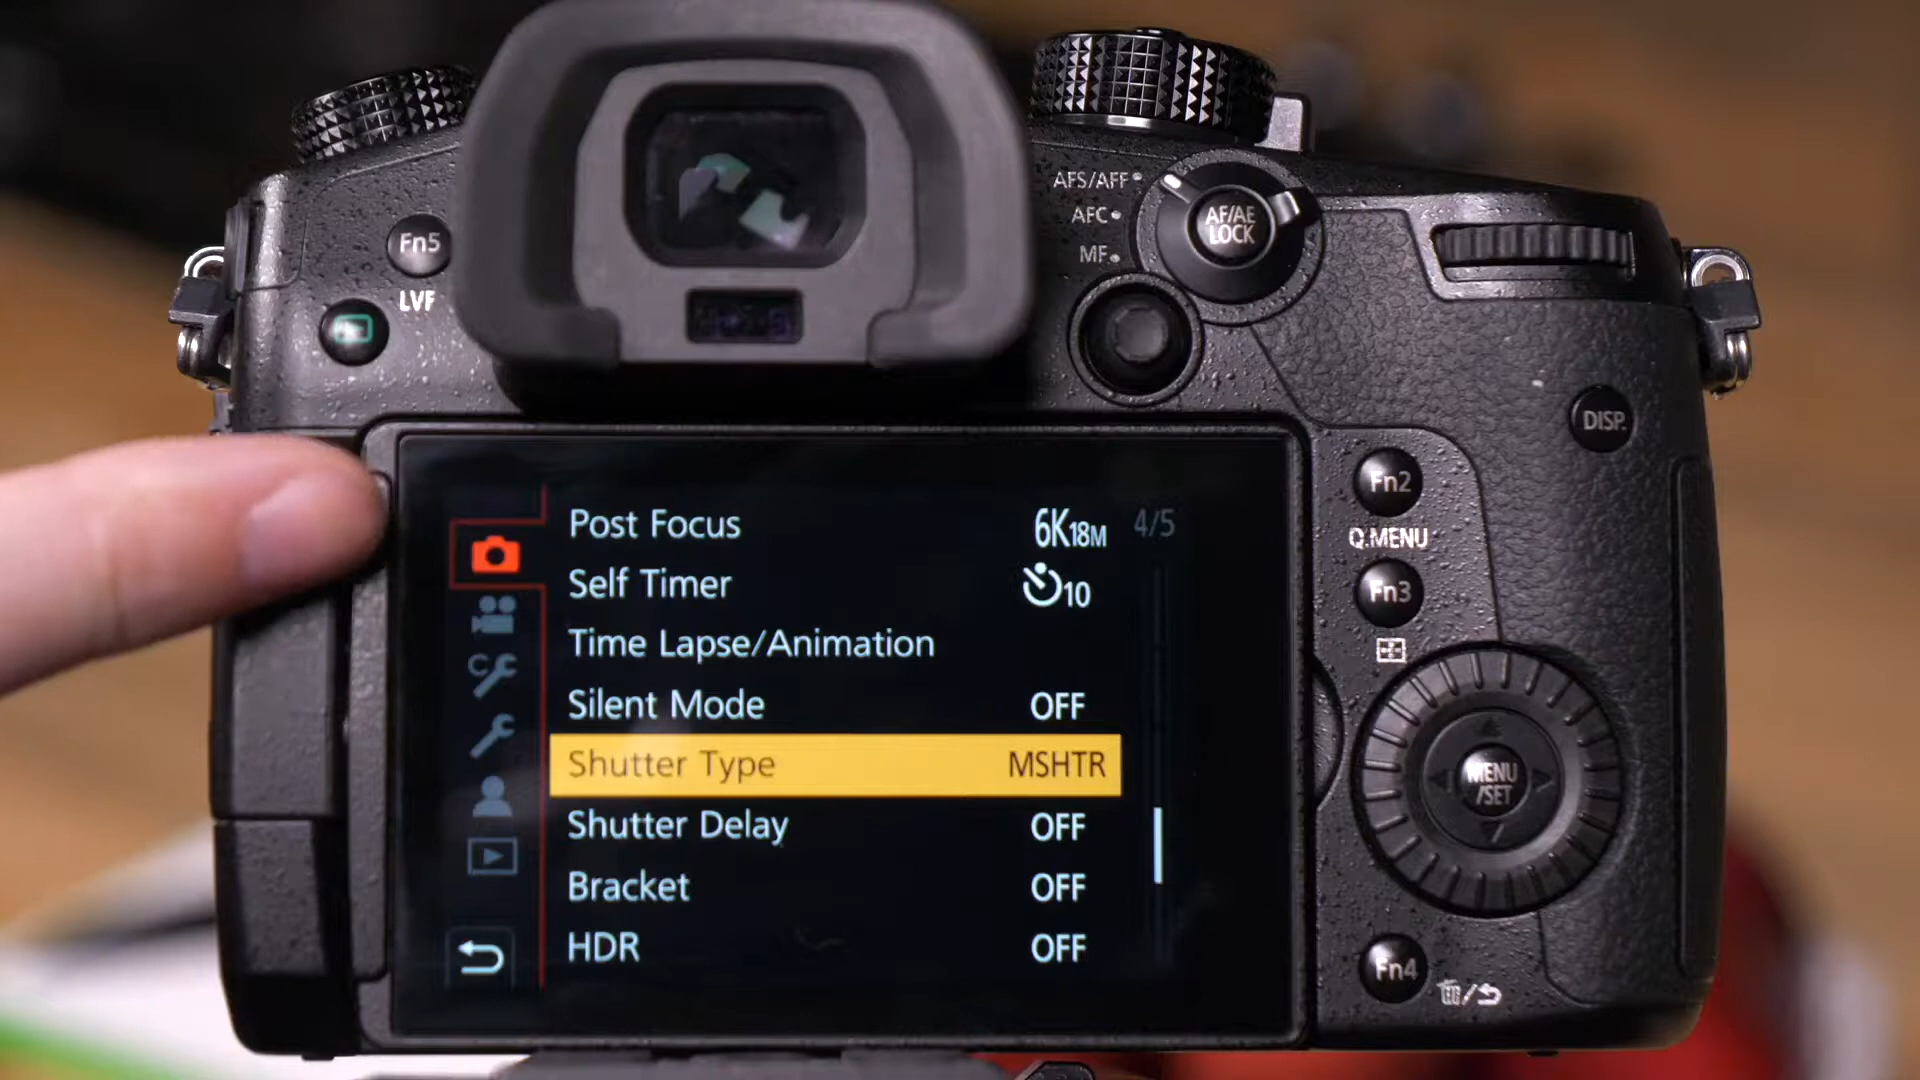 AFS/AFF
AFC
MF
AF/AE
LOCK
Fn5
LVF
DISP.
Fn2
Q.MENU
Fn3
MENU
/SET
Fn4
Post Focus 6K18M 4/5
Self Timer 10
Time Lapse/Animation
Silent Mode OFF
Shutter Type MSHTR
Shutter Delay OFF
Bracket OFF
HDR OFF